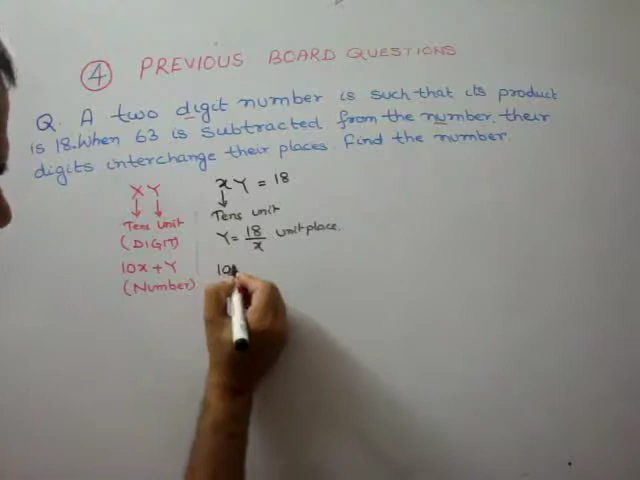 4 PREVIOUS BOARD QUESTIONS
Q. A two digit number is such that its product
is 18. When 63 is subtracted from the number. their
digits interchange their places. Find the number.
X Y
Tens unit
(DIGIT)
10x + Y
(Number)
x Y = 18
Tens unit
Y = 18/x unit place.
10